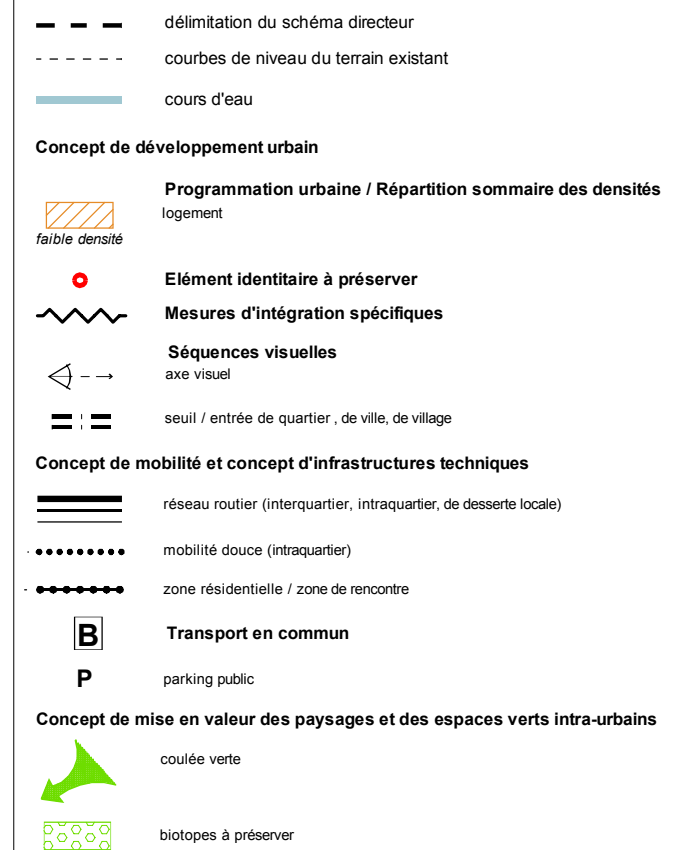 délimitation du schéma directeur
courbes de niveau du terrain existant
cours d'eau
Concept de développement urbain
Programmation urbaine / Répartition sommaire des densités
logement
faible densité
Elément identitaire à préserver
Mesures d'intégration spécifiques
Séquences visuelles
axe visuel
seuil / entrée de quartier , de ville, de village
Concept de mobilité et concept d'infrastructures techniques
réseau routier (interquartier, intraquartier, de desserte locale)
mobilité douce (intraquartier)
zone résidentielle / zone de rencontre
B Transport en commun
P parking public
Concept de mise en valeur des paysages et des espaces verts intra-urbains
coulée verte
biotopes à préserver